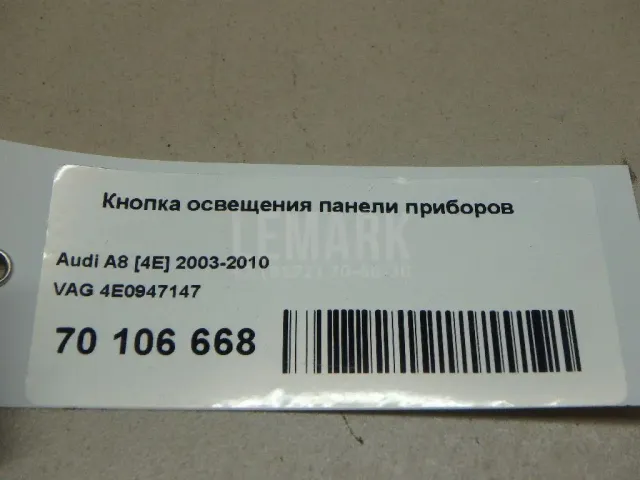 Кнопка освещения панели приборов
LEMARK
Audi A8 [4E] 2003-2010
VAG 4E0947147
70 106 668